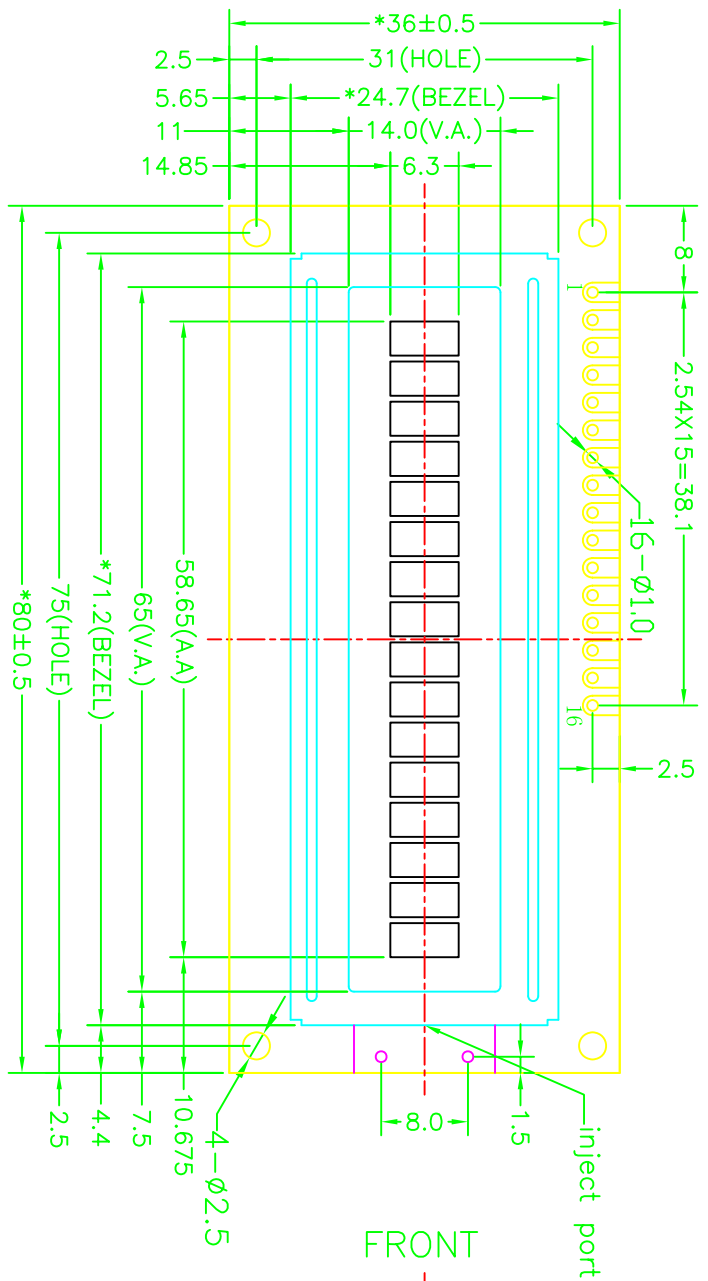 *36±0.5
2.5
31(HOLE)
5.65
*24.7(BEZEL)
11
14.0(V.A.)
14.85
6.3
8
1
2.54X15=38.1
16-Ø1.0
16
2.5
58.65(A.A)
65(V.A.)
*71.2(BEZEL)
75(HOLE)
*80±0.5
2.5
4.4
7.5
10.675
4-Ø2.5
8.0
1.5
inject port
FRONT